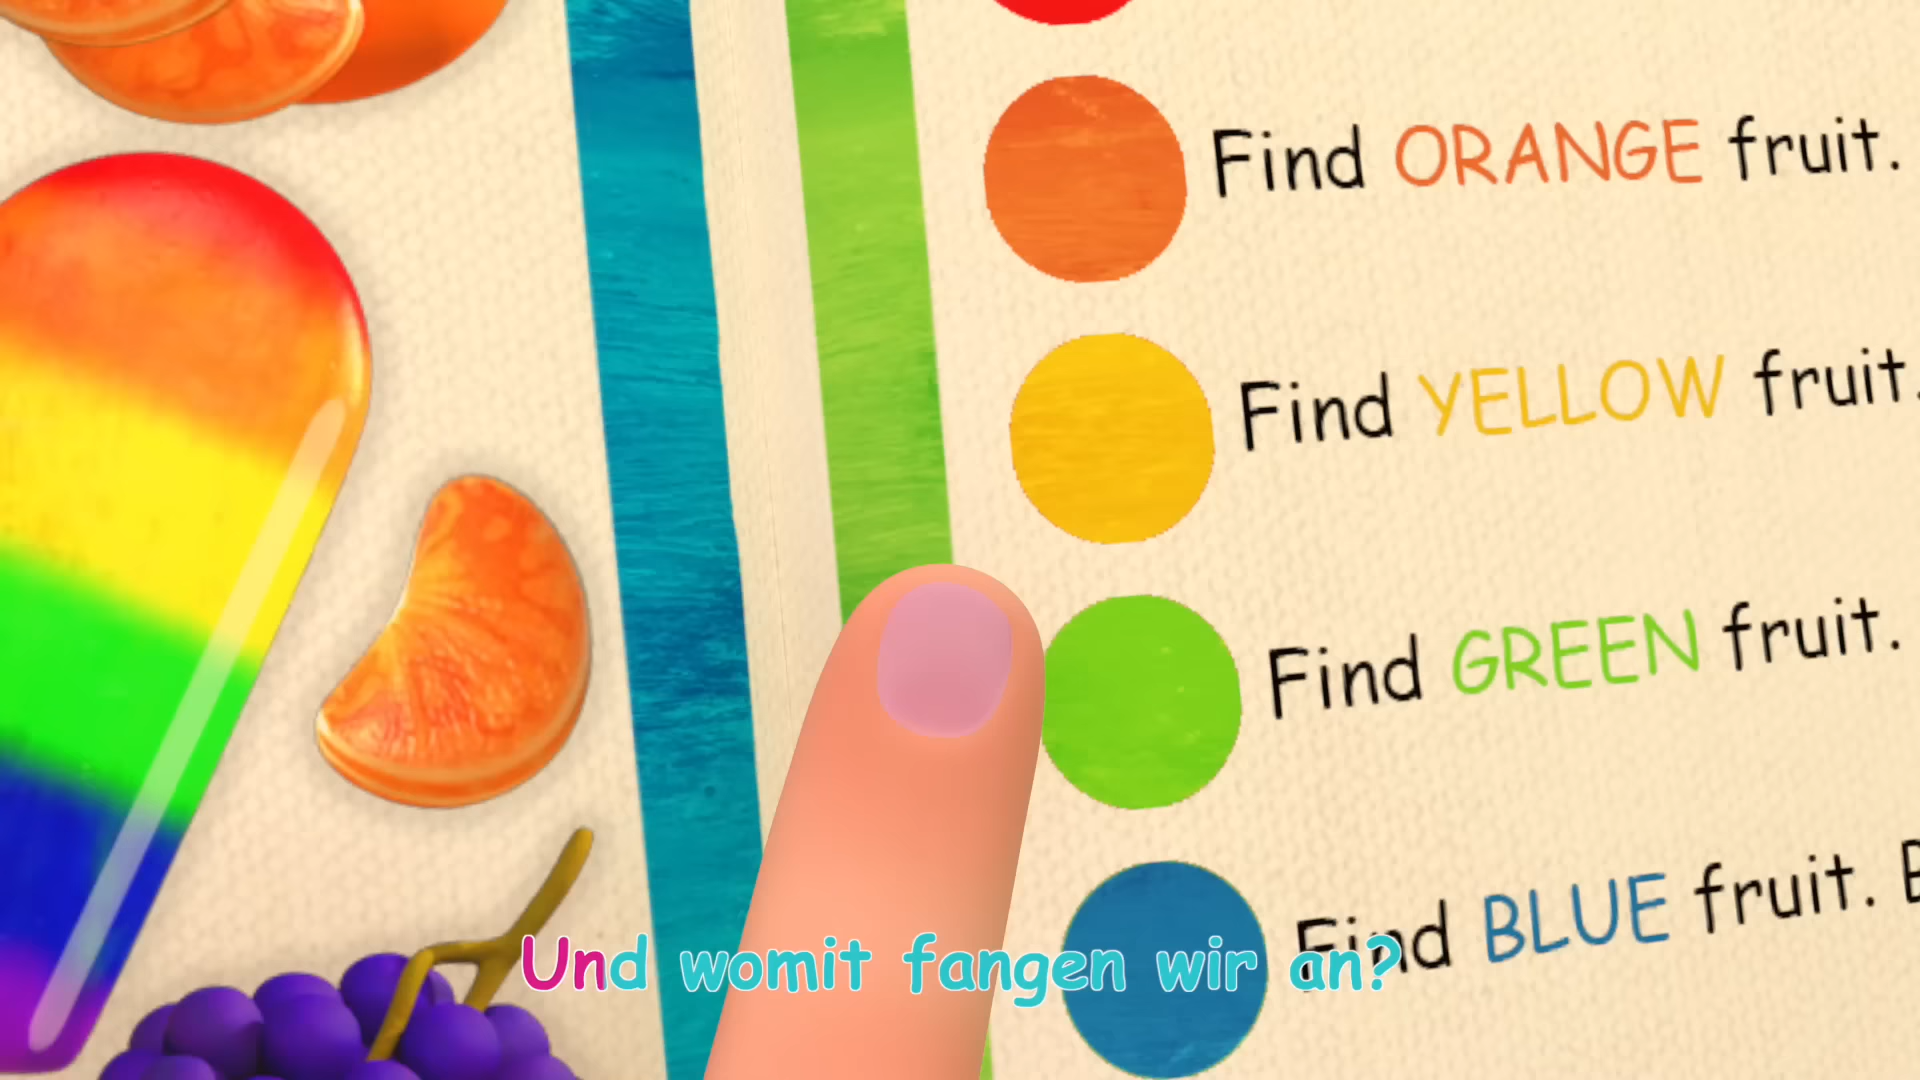 Find ORANGE fruit.
Find YELLOW fruit.
Find GREEN fruit.
Find BLUE fruit.
Und womit fangen wir an?